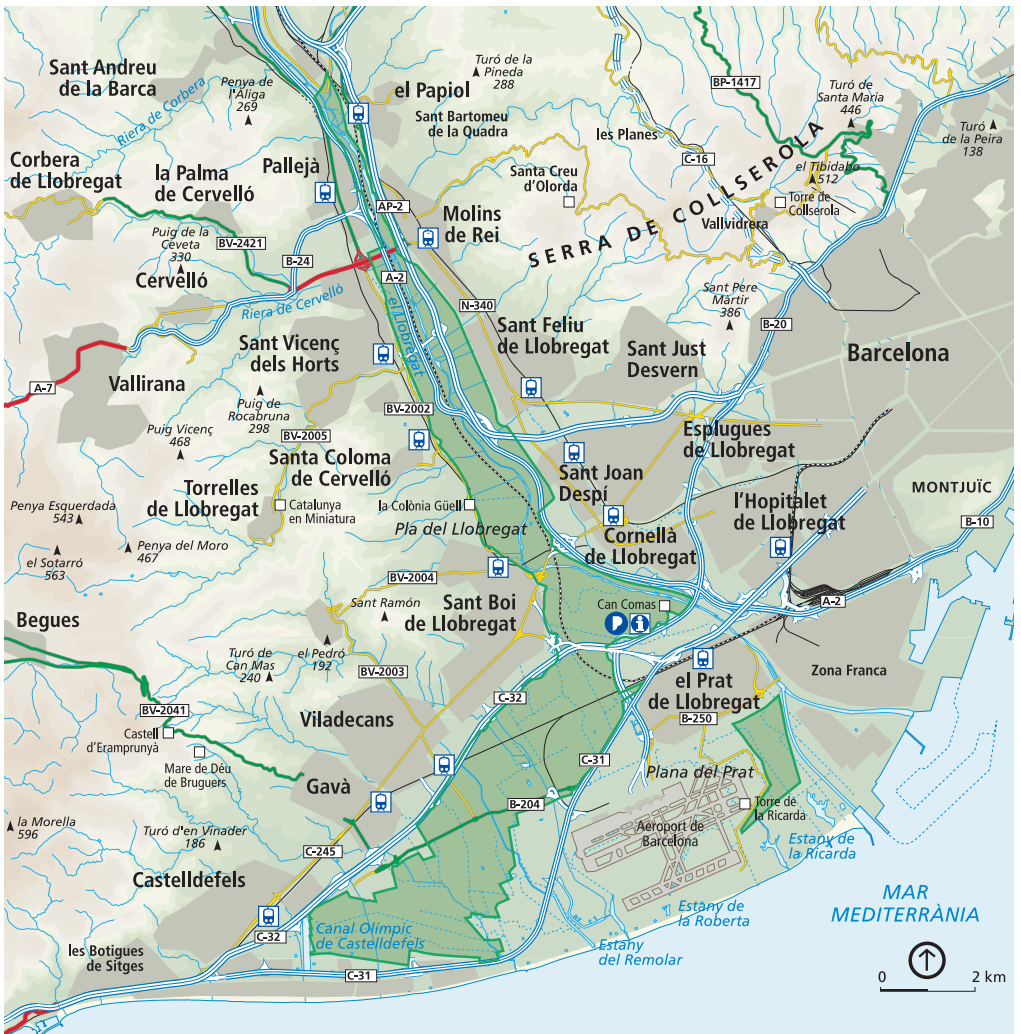 Sant Andreu
de la Barca
Riera de Corbera
Penya de
l'Àliga
269
el Papiol
Turó de la
Pineda
288
Sant Bartomeu
de la Quadra
BP-1417
Turó de
Santa Maria
446
Turó
de la Peira
138
les Planes
C-16
el Tibidabo
512
Torre de
Collserola
Vallvidrera
SERRA DE COLLSEROLA
Santa Creu
d'Olorda
Corbera
de Llobregat
la Palma
de Cervelló
Pallejà
AP-2
Molins
de Rei
BV-2421
Puig de la
Ceveta
330
B-24
Cervelló
Riera de Cervelló
A-2
el Llobregat
N-340
Sant Pere
Màrtir
386
B-20
Sant Feliu
de Llobregat
Sant Just
Desvern
Barcelona
Sant Vicenç
dels Horts
A-7
Vallirana
Puig de
Rocabruna
298
BV-2002
Puig Vicenç
468
BV-2005
Esplugues
de Llobregat
Santa Coloma
de Cervelló
Sant Joan
Despí
Torrelles
de Llobregat
Catalunya
en Miniatura
la Colònia Güell
Pla del Llobregat
l'Hopitalet
de Llobregat
MONTJUÏC
B-10
Penya Esquerdada
543
Penya del Moro
467
el Sotarró
563
Cornellà
de Llobregat
BV-2004
Sant Ramón
Sant Boi
de Llobregat
Can Comas
P
i
A-2
Begues
Turó de
Can Mas
240
el Pedró
192
BV-2003
C-32
el Prat
de Llobregat
Zona Franca
BV-2041
Castell
d'Eramprunyà
Mare de Déu
de Bruguers
Viladecans
B-250
C-31
Plana del Prat
Gavà
B-204
Torre de
la Ricarda
Aeroport de
Barcelona
la Morella
596
Turó d'en Vinader
186
C-245
Estany de
la Ricarda
Castelldefels
MAR
MEDITERRÀNIA
Estany de
la Roberta
C-32
Canal Olímpic
de Castelldefels
Estany
del Remolar
les Botigues
de Sitges
C-31
0 2 km